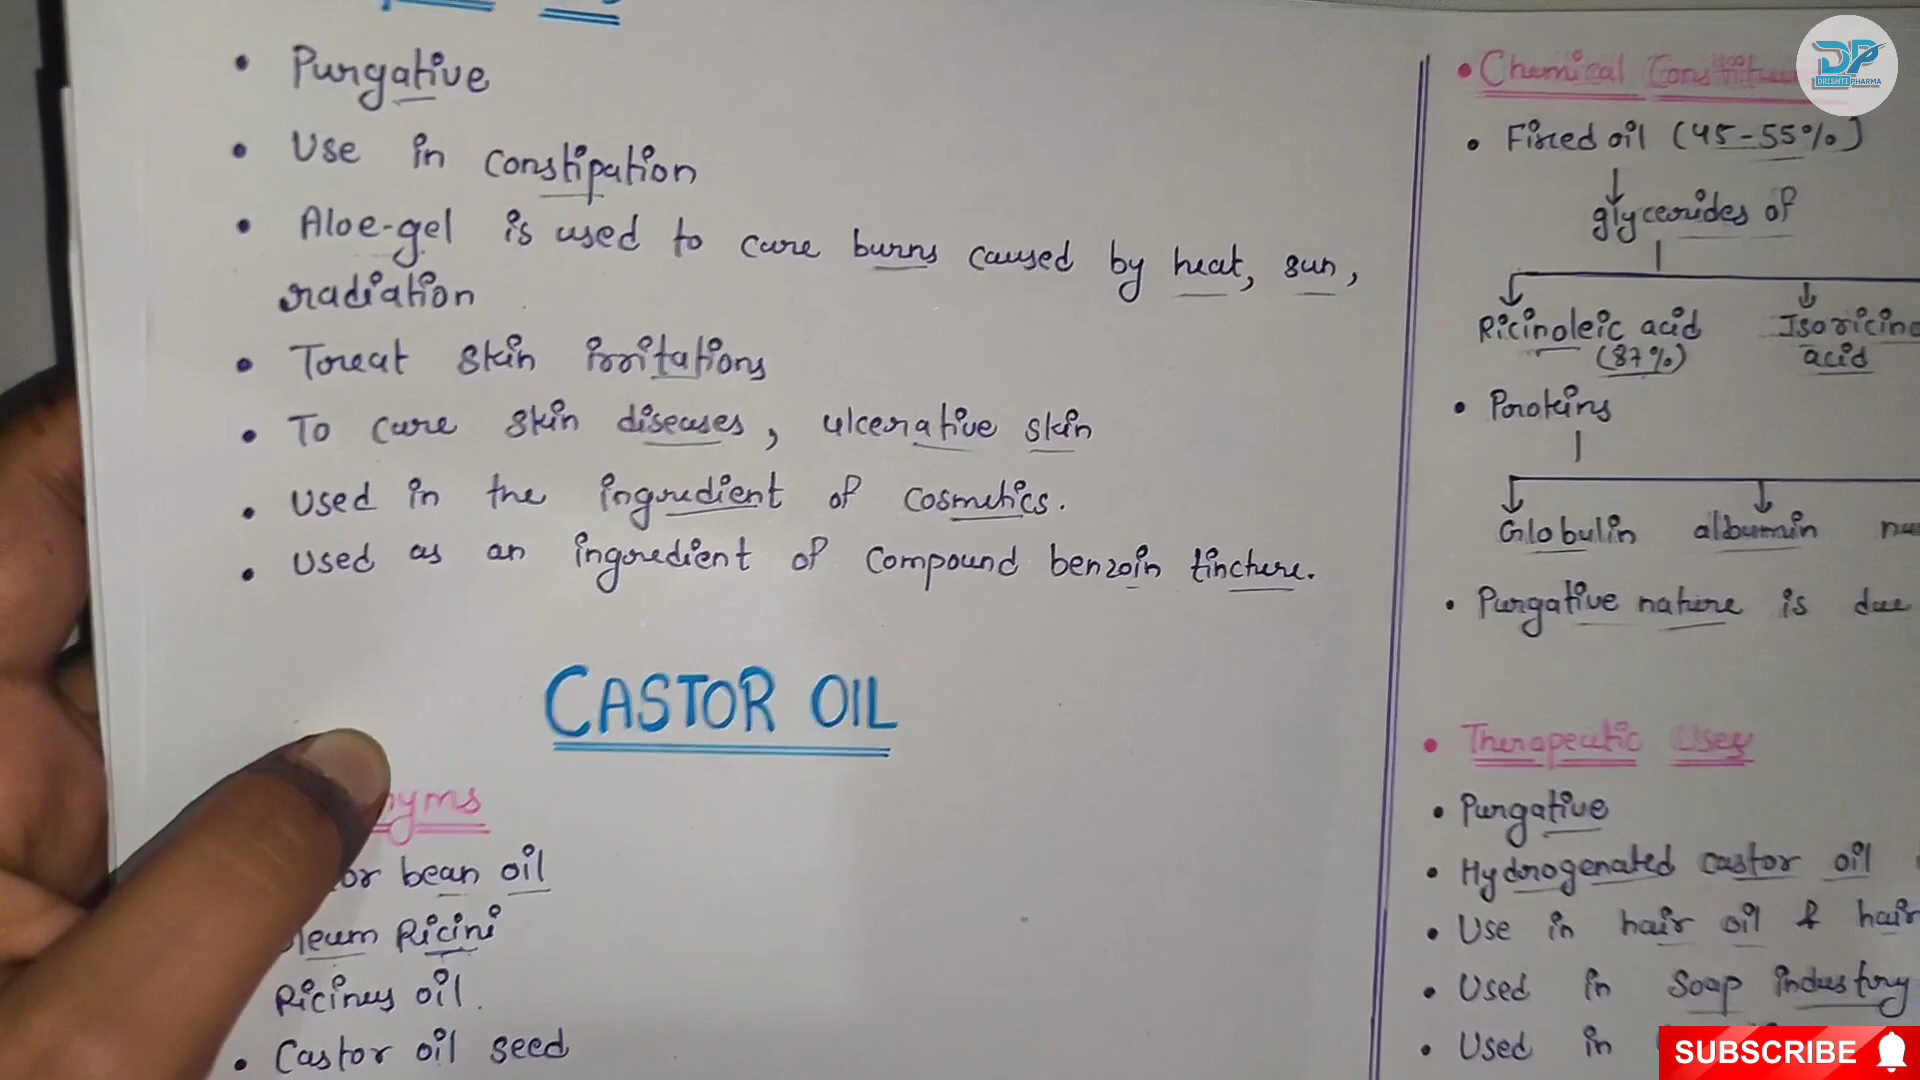 • Purgative
• Use in constipation
• Aloe-gel is used to cure burns caused by heat, sun,
radiation
• Treat skin irritations
• To cure skin diseases, ulcerative skin
• Used in the ingredient of cosmetics.
• Used as an ingredient of compound benzoin tincture.
CASTOR OIL
bean oil
Ricini
Ricinus oil.
• Castor oil seed
• Chemical
• Fixed oil (45-55%)
glycerides of
Ricinoleic acid
(87%)
acid
• Proteins
Globulin albumin
• Purgative nature is due
• Therapeutic Uses
• Purgative
• Hydrogenated castor oil
• Use in hair oil & hair
• Used in soap industry
• Used in
DP
DRISHTI PHARMA
SUBSCRIBE